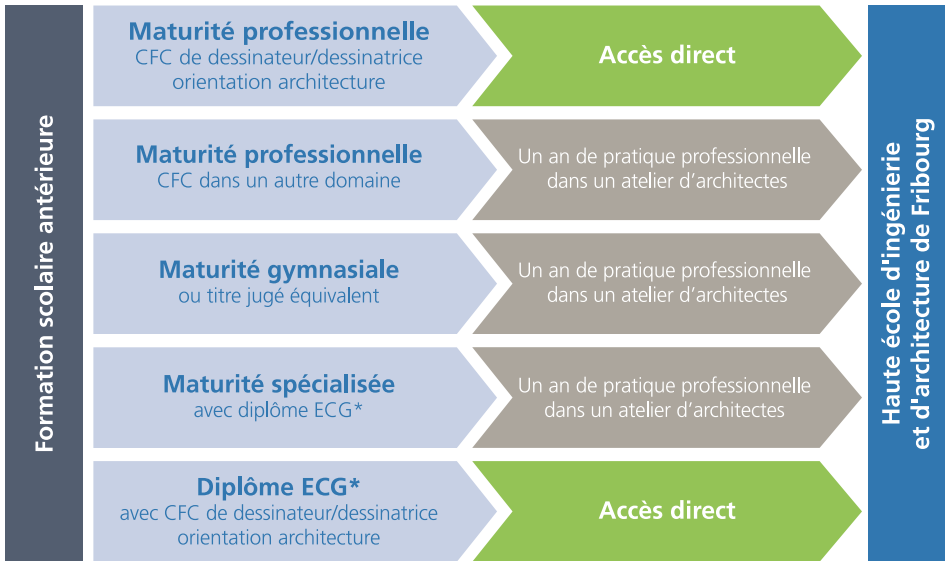 Formation scolaire antérieure
Maturité professionnelle
CFC de dessinateur/dessinatrice
orientation architecture
Accès direct
Maturité professionnelle
CFC dans un autre domaine
Un an de pratique professionnelle
dans un atelier d'architectes
Maturité gymnasiale
ou titre jugé équivalent
Un an de pratique professionnelle
dans un atelier d'architectes
Maturité spécialisée
avec diplôme ECG*
Un an de pratique professionnelle
dans un atelier d'architectes
Diplôme ECG*
avec CFC de dessinateur/dessinatrice
orientation architecture
Accès direct
Haute école d'ingénierie
et d'architecture de Fribourg